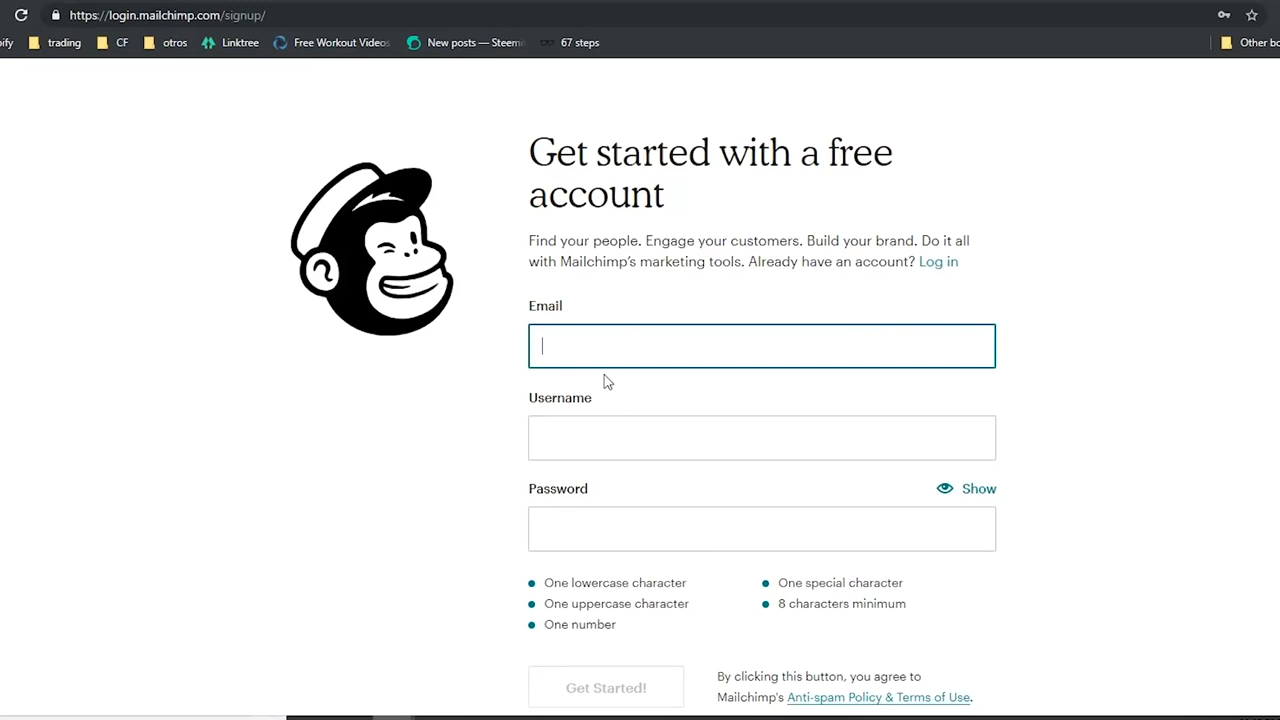 https://login.mailchimp.com/signup/
ify trading CF otros Linktree Free Workout Videos New posts — Steemi 67 steps Other bo
Get started with a free
account
Find your people. Engage your customers. Build your brand. Do it all
with Mailchimp's marketing tools. Already have an account? Log in
Email
Username
Password Show
One lowercase character One special character
One uppercase character 8 characters minimum
One number
Get Started! By clicking this button, you agree to
Mailchimp's Anti-spam Policy & Terms of Use.